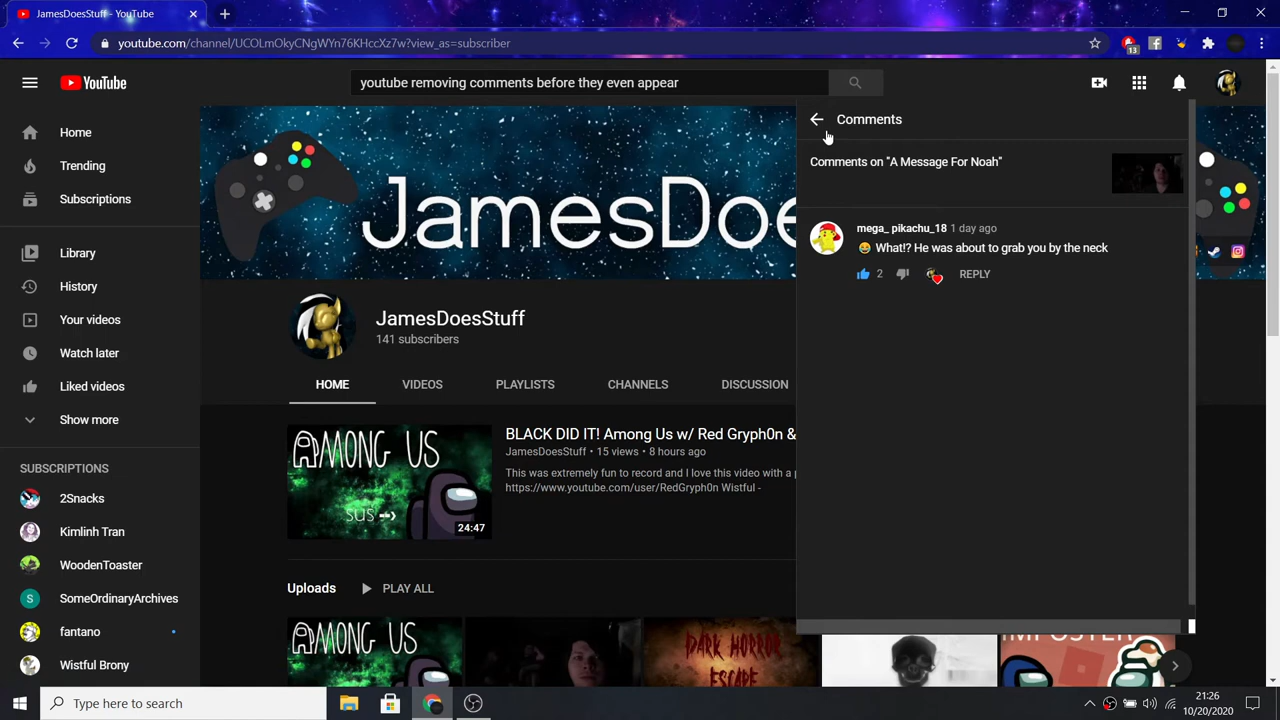 JamesDoesStuff - YouTube
youtube.com/channel/UCOLmOkyCNgWYn76KHccXz7w?view_as=subscriber
13
YouTube
youtube removing comments before they even appear
Home
Trending
Subscriptions
Library
History
Your videos
Watch later
Liked videos
Show more
SUBSCRIPTIONS
2Snacks
Kimlinh Tran
WoodenToaster
S
SomeOrdinaryArchives
fantano
Wistful Brony
JamesDoe
JamesDoesStuff
141 subscribers
HOME
VIDEOS
PLAYLISTS
CHANNELS
DISCUSSION
AMONG US
SUS -->
24:47
BLACK DID IT! Among Us w/ Red Gryph0n &
JamesDoesStuff • 15 views • 8 hours ago
This was extremely fun to record and I love this video with a p
https://www.youtube.com/user/RedGryph0n Wistful -
Uploads
PLAY ALL
AMONG US
DARK HORROR
ESCAPE
IMPOSTER
Comments
Comments on "A Message For Noah"
mega_ pikachu_18 1 day ago
😂 What!? He was about to grab you by the neck
2
REPLY
Type here to search
21:26
10/20/2020